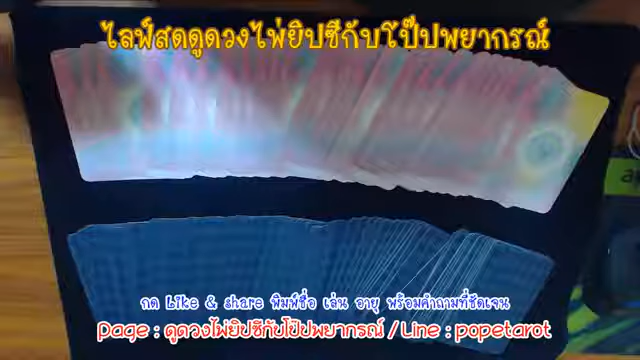 ไลฟ์สดดูดวงไพ่ยิปซีกับโป๊ปพยากรณ์
กด Like & share พิมพ์ชื่อ เล่น อายุ พร้อมคำถามที่ชัดเจน
Page : ดูดวงไพ่ยิปซีกับโป๊ปพยากรณ์ / Line : popetarot